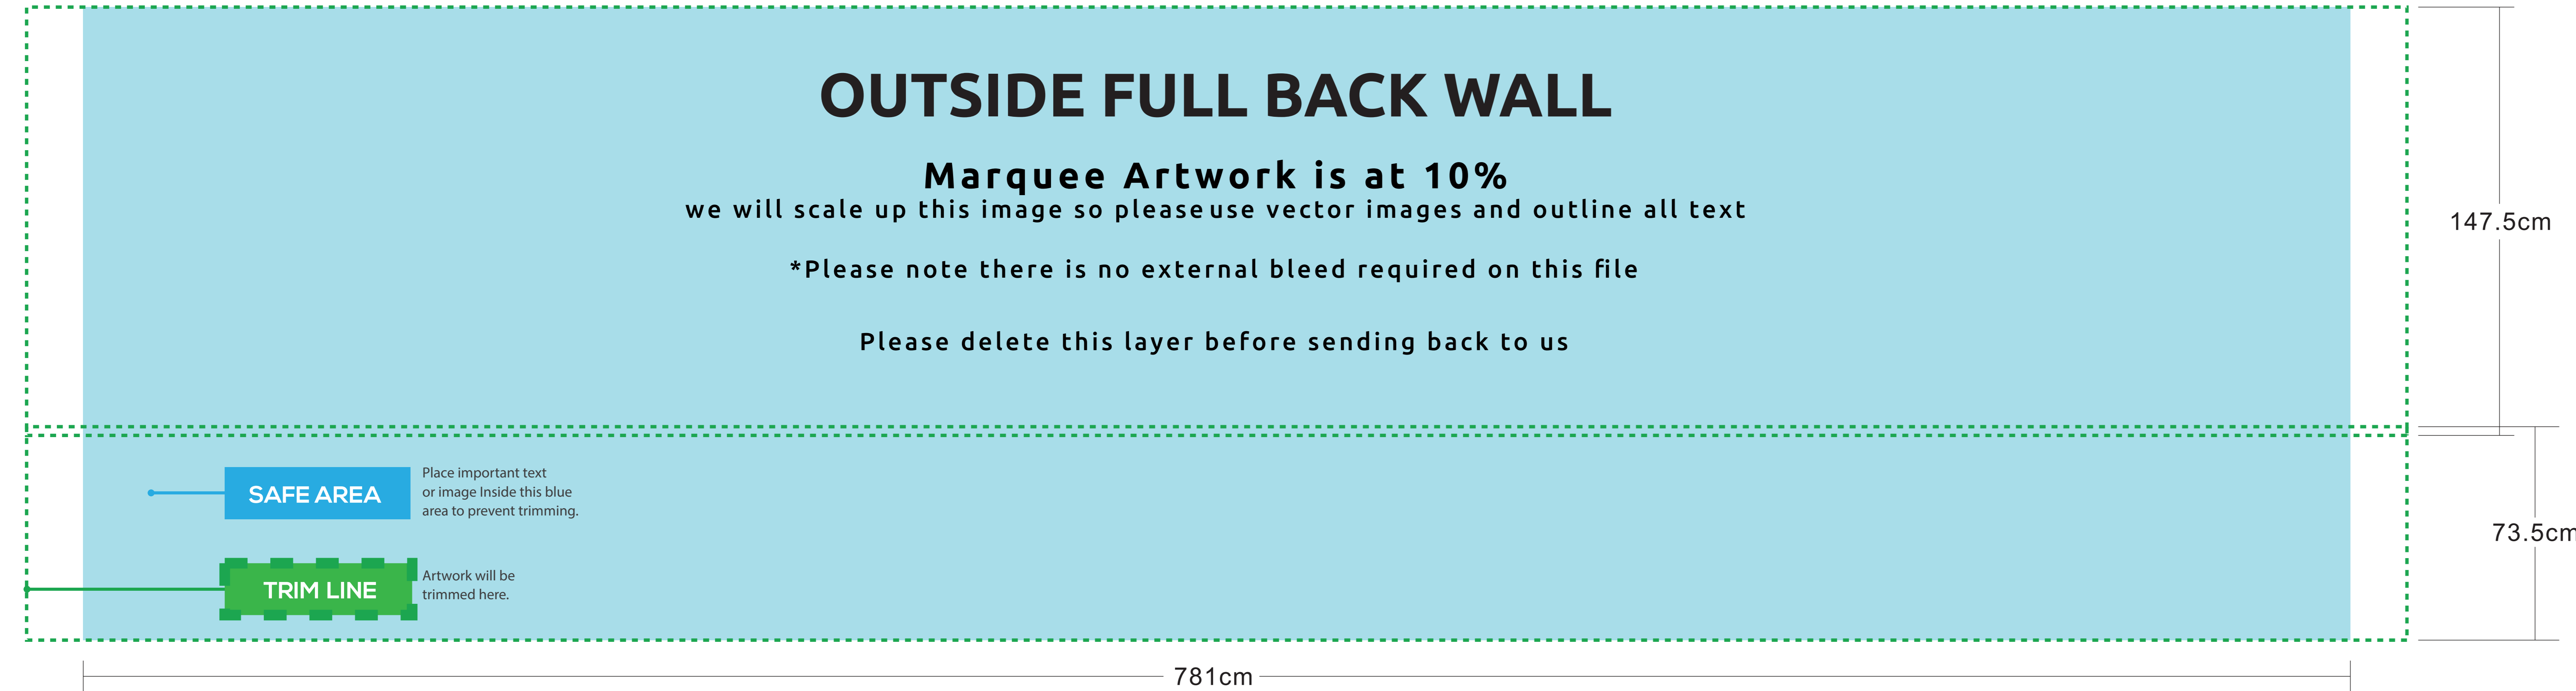 OUTSIDE FULL BACK WALL
Marquee Artwork is at 10%
we will scale up this image so please use vector images and outline all text
*Please note there is no external bleed required on this file
Please delete this layer before sending back to us
147.5cm
SAFE AREA
Place important text
or image Inside this blue
area to prevent trimming.
73.5cm
TRIM LINE
Artwork will be
trimmed here.
781cm